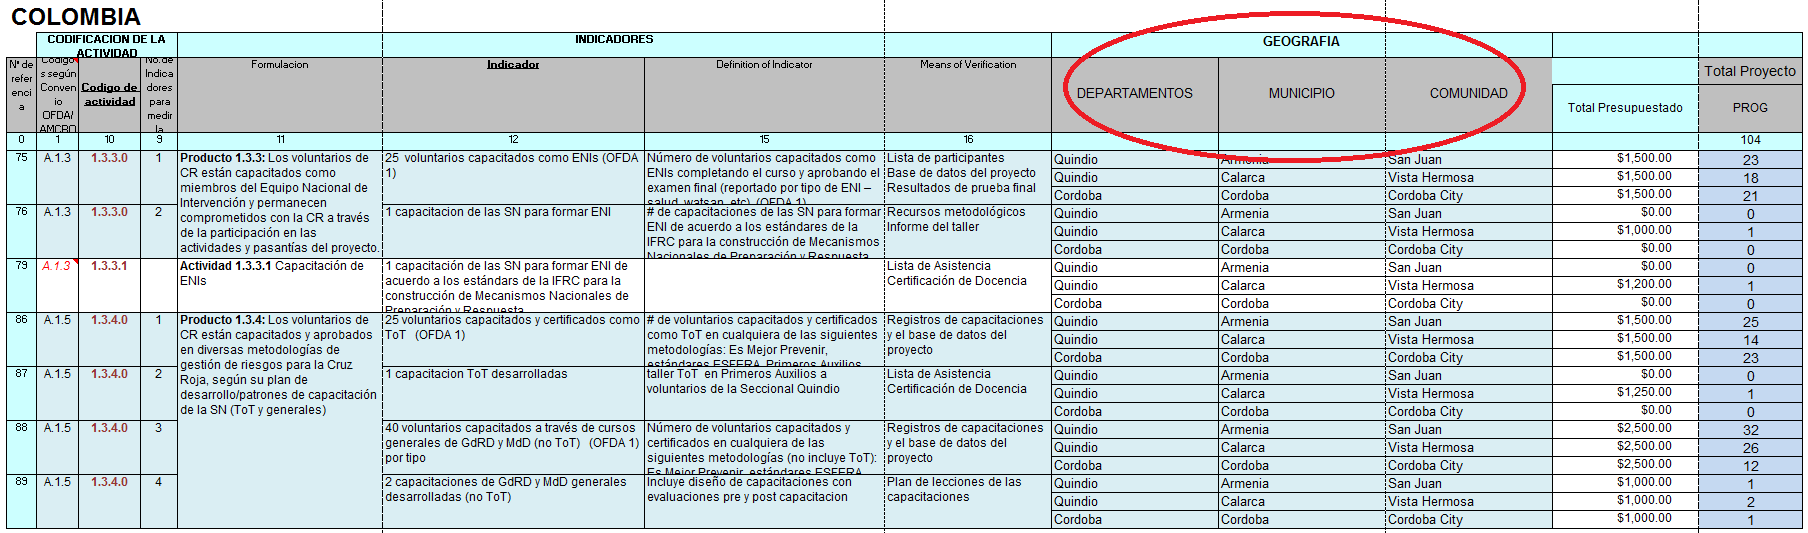 COLOMBIA
CODIFICACION DE LA ACTIVIDAD INDICADORES GEOGRAFIA
Nº de referencia Codigos según Convenio OFDA/AMCRO Codigo de actividad No. de Indicadores para medir la Formulacion Indicador Definition of Indicator Means of Verification DEPARTAMENTOS MUNICIPIO COMUNIDAD Total Presupuestado Total Proyecto PROG
0 1 10 9 11 12 15 16 104
75 A.1.3 1.3.3.0 1
Producto 1.3.3: Los voluntarios de
CR están capacitados como
miembros del Equipo Nacional de
Intervención y permanecen
comprometidos con la CR a través
de la participación en las
actividades y pasantías del proyecto.
25 voluntarios capacitados como ENIs (OFDA
1)
Número de voluntarios capacitados como
ENIs completando el curso y aprobando el
examen final (reportado por tipo de ENI –
salud, watsan, etc) (OFDA 1)
Lista de participantes
Base de datos del proyecto
Resultados de prueba final
Quindio Armenia San Juan $1,500.00 23
Quindio Calarca Vista Hermosa $1,500.00 18
Cordoba Cordoba Cordoba City $1,500.00 21
76 A.1.3 1.3.3.0 2
1 capacitacion de las SN para formar ENI
# de capacitaciones de las SN para formar
ENI de acuerdo a los estándares de la
IFRC para la construcción de Mecanismos
Nacionales de Preparación y Respuesta
Recursos metodológicos
Informe del taller
Quindio Armenia San Juan $0.00 0
Quindio Calarca Vista Hermosa $1,000.00 1
Cordoba Cordoba Cordoba City $0.00 0
79 A.1.3 1.3.3.1
Actividad 1.3.3.1 Capacitación de
ENIs
1 capacitación de las SN para formar ENI de
acuerdo a los estándars de la IFRC para la
construcción de Mecanismos Nacionales de
Preparación y Respuesta
Lista de Asistencia
Certificación de Docencia
Quindio Armenia San Juan $0.00 0
Quindio Calarca Vista Hermosa $1,200.00 1
Cordoba Cordoba Cordoba City $0.00 0
86 A.1.5 1.3.4.0 1
Producto 1.3.4: Los voluntarios de
CR están capacitados y aprobados
en diversas metodologías de
gestión de riesgos para la Cruz
Roja, según su plan de
desarrollo/patrones de capacitación
de la SN (ToT y generales)
25 voluntarios capacitados y certificados como
ToT (OFDA 1)
# de voluntarios capacitados y certificados
como ToT en cualquiera de las siguientes
metodologías: Es Mejor Prevenir,
estándares ESFERA, Primeros Auxilios
Registros de capacitaciones
y el base de datos del
proyecto
Quindio Armenia San Juan $1,500.00 25
Quindio Calarca Vista Hermosa $1,500.00 14
Cordoba Cordoba Cordoba City $1,500.00 23
87 A.1.5 1.3.4.0 2
1 capacitacion ToT desarrolladas
taller ToT en Primeros Auxilios a
voluntarios de la Seccional Quindio
Lista de Asistencia
Certificación de Docencia
Quindio Armenia San Juan $0.00 0
Quindio Calarca Vista Hermosa $1,250.00 1
Cordoba Cordoba Cordoba City $0.00 0
88 A.1.5 1.3.4.0 3
40 voluntarios capacitados a través de cursos
generales de GdRD y MdD (no ToT) (OFDA 1)
por tipo
Número de voluntarios capacitados y
certificados en cualquiera de las
siguientes metodologías (no incluye ToT):
Es Mejor Prevenir, estándares ESFERA,
Registros de capacitaciones
y el base de datos del
proyecto
Quindio Armenia San Juan $2,500.00 32
Quindio Calarca Vista Hermosa $2,500.00 26
Cordoba Cordoba Cordoba City $2,500.00 12
89 A.1.5 1.3.4.0 4
2 capacitaciones de GdRD y MdD generales
desarrolladas (no ToT)
Incluye diseño de capacitaciones con
evaluaciones pre y post capacitacion
Plan de lecciones de las
capacitaciones
Quindio Armenia San Juan $1,000.00 1
Quindio Calarca Vista Hermosa $1,000.00 2
Cordoba Cordoba Cordoba City $1,000.00 1